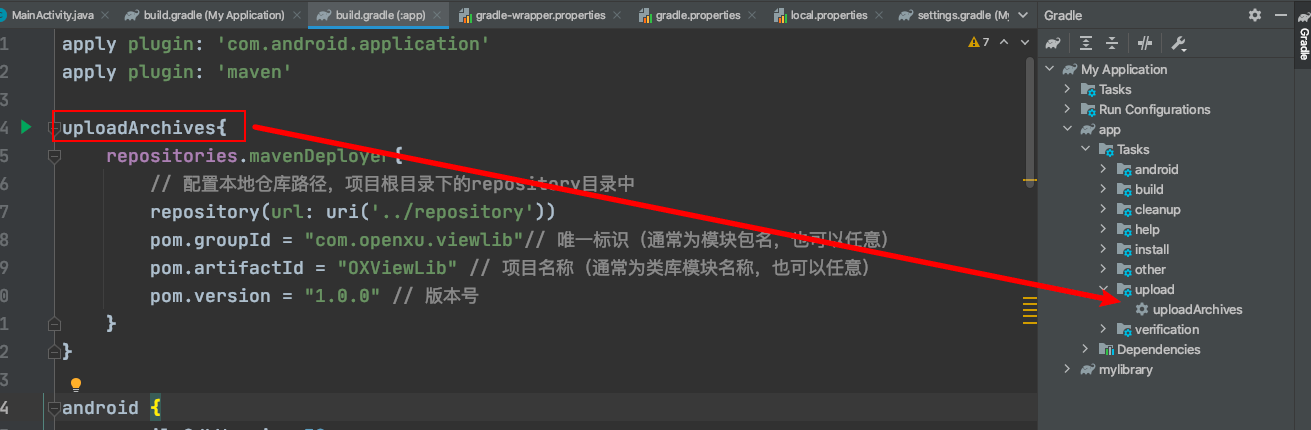 MainActivity.java
build.gradle (My Application)
build.gradle (:app)
gradle-wrapper.properties
gradle.properties
local.properties
settings.gradle (M
Gradle
Gradle
7
1 apply plugin: 'com.android.application'
2 apply plugin: 'maven'
3
4 uploadArchives{
5 repositories.mavenDeployer{
6 // 配置本地仓库路径，项目根目录下的repository目录中
7 repository(url: uri('../repository'))
8 pom.groupId = "com.openxu.viewlib"// 唯一标识（通常为模块包名，也可以任意）
9 pom.artifactId = "OXViewLib" // 项目名称（通常为类库模块名称，也可以任意）
0 pom.version = "1.0.0" // 版本号
1 }
2 }
3
4 android {
My Application
Tasks
Run Configurations
app
Tasks
android
build
cleanup
help
install
other
upload
uploadArchives
verification
Dependencies
mylibrary